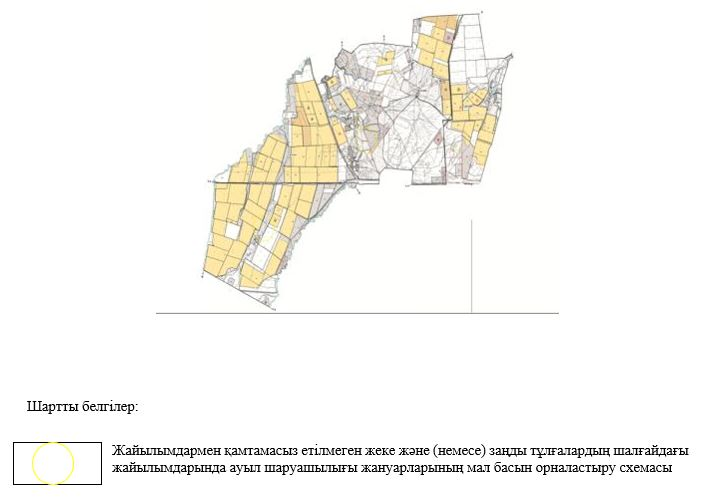 Шартты белгілер:
Жайылымдармен қамтамасыз етілмеген жеке және (немесе) заңды тұлғалардың шалғайдағы
жайылымдарында ауыл шаруашылығы жануарларының мал басын орналастыру схемасы